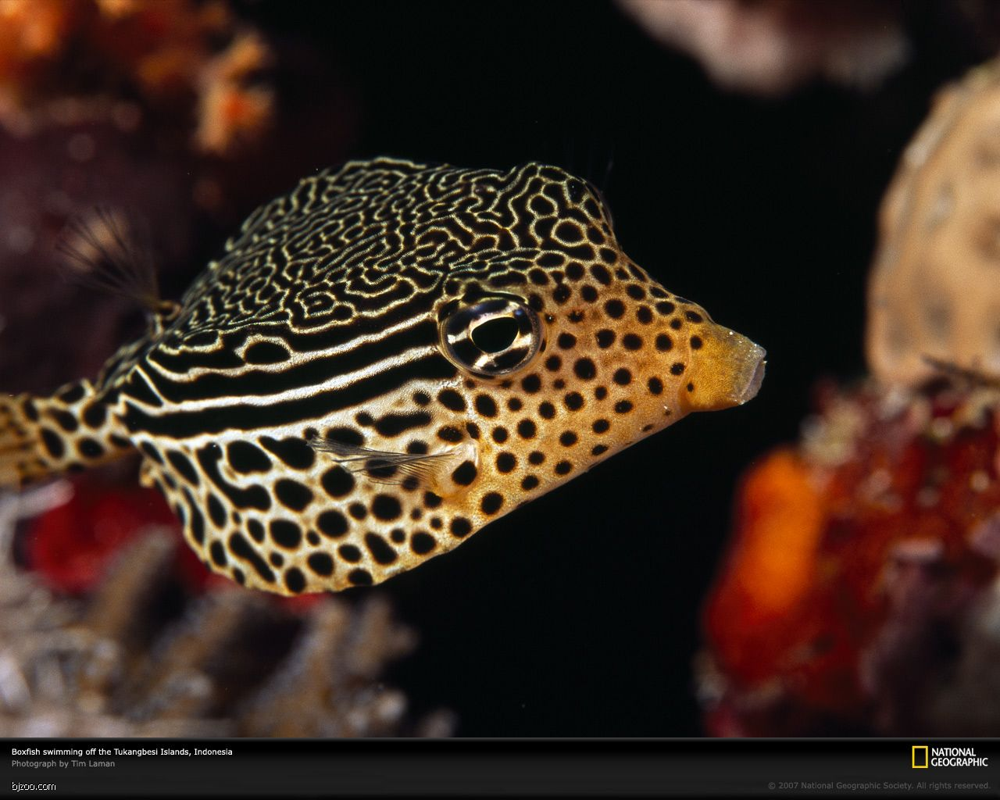 Boxfish swimming off the Tukangbesi Islands, Indonesia
Photograph by Tim Laman
bjzoo.com
NATIONAL
GEOGRAPHIC
© 2007 National Geographic Society. All rights reserved.